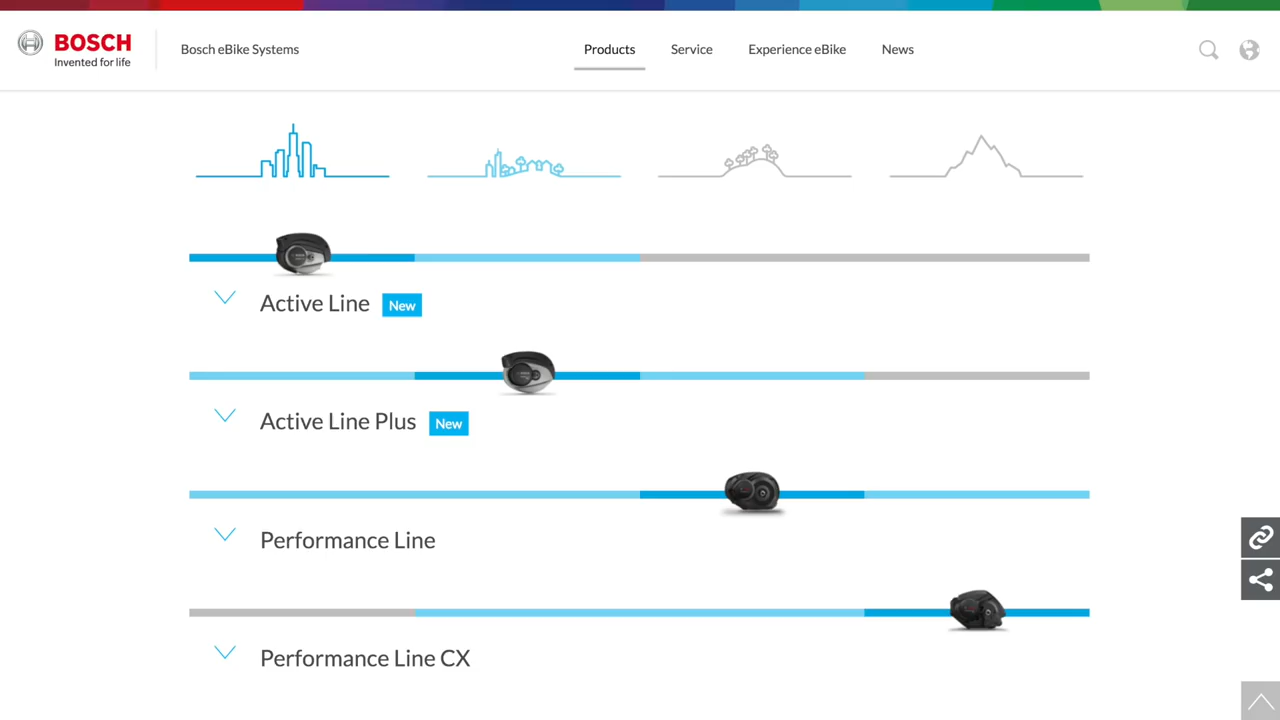 BOSCH
Invented for life
Bosch eBike Systems
Products
Service
Experience eBike
News
Active Line
New
Active Line Plus
New
Performance Line
Performance Line CX